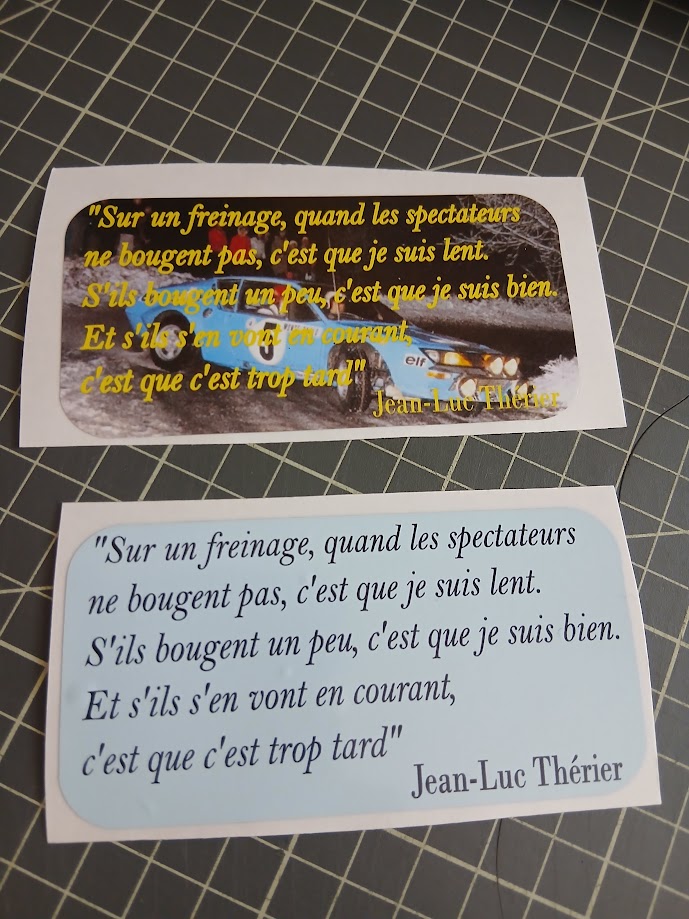 "Sur un freinage, quand les spectateurs
ne bougent pas, c'est que je suis lent.
S'ils bougent un peu, c'est que je suis bien.
Et s'ils s'en vont en courant,
c'est que c'est trop tard"
Jean-Luc Thérier
3
elf
"Sur un freinage, quand les spectateurs
ne bougent pas, c'est que je suis lent.
S'ils bougent un peu, c'est que je suis bien.
Et s'ils s'en vont en courant,
c'est que c'est trop tard"
Jean-Luc Thérier